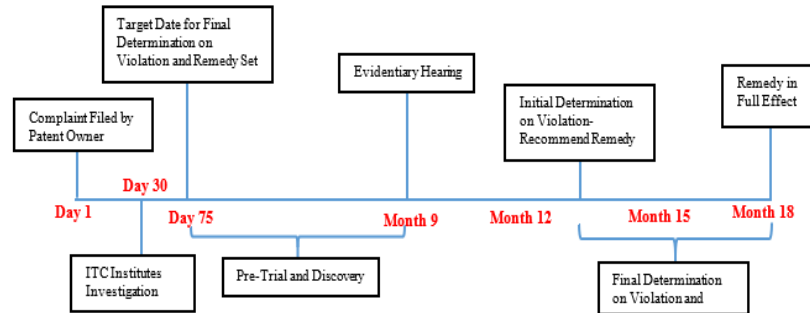 Target Date for Final
Determination on
Violation and Remedy Set
Evidentiary Hearing
Remedy in
Full Effect
Initial Determination
on Violation-
Recommend Remedy
Complaint Filed by
Patent Owner
Day 30
Day 1
Day 75
Month 9
Month 12
Month 15
Month 18
ITC Institutes
Investigation
Pre-Trial and Discovery
Final Determination
on Violation and